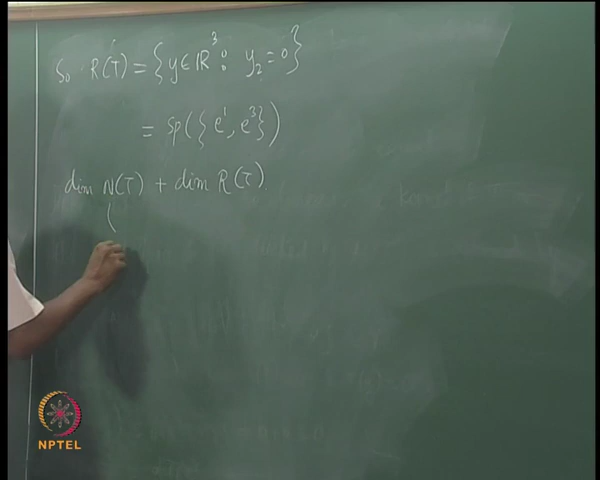 So R(T) = {y ∈ ℝ³ : y₂ = 0}
= sp({e¹, e³})
dim N(T) + dim R(T).
(
NPTEL